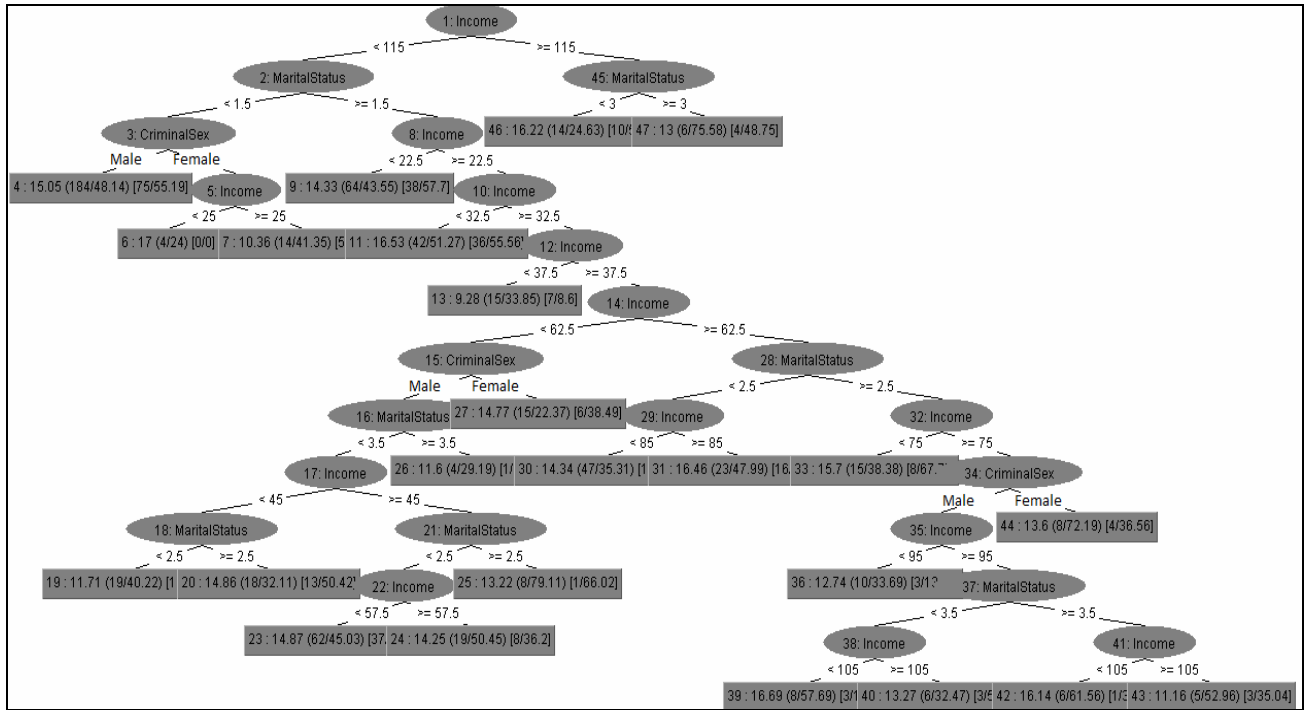 1: Income
< 115 >= 115
2: MaritalStatus 45: MaritalStatus
< 1.5 >= 1.5 < 3 >= 3
3: CriminalSex 8: Income 46 : 16.22 (14/24.63) [10/ 47 : 13 (6/75.58) [4/48.75]
Male Female < 22.5 >= 22.5
4 : 15.05 (184/48.14) [75/55.19] 5: Income 9 : 14.33 (64/43.55) [38/57.7] 10: Income
< 25 >= 25 < 32.5 >= 32.5
6 : 17 (4/24) [0/0] 7 : 10.36 (14/41.35) [5 11 : 16.53 (42/51.27) [36/55.56] 12: Income
< 37.5 >= 37.5
13 : 9.28 (15/33.85) [7/8.6] 14: Income
< 62.5 >= 62.5
15: CriminalSex 28: MaritalStatus
Male Female < 2.5 >= 2.5
16: MaritalStatus 27 : 14.77 (15/22.37) [6/38.49] 29: Income 32: Income
< 3.5 >= 3.5 < 85 >= 85 < 75 >= 75
17: Income 26 : 11.6 (4/29.19) [1/ 30 : 14.34 (47/35.31) [1 31 : 16.46 (23/47.99) [16. 33 : 15.7 (15/38.38) [8/67. 34: CriminalSex
< 45 >= 45 Male Female
18: MaritalStatus 21: MaritalStatus 35: Income 44 : 13.6 (8/72.19) [4/36.56]
< 2.5 >= 2.5 < 2.5 >= 2.5 < 95 >= 95
19 : 11.71 (19/40.22) [1 20 : 14.86 (18/32.11) [13/50.42] 22: Income 25 : 13.22 (8/79.11) [1/66.02] 36 : 12.74 (10/33.69) [3/1 37: MaritalStatus
< 57.5 >= 57.5 < 3.5 >= 3.5
23 : 14.87 (62/45.03) [37. 24 : 14.25 (19/50.45) [8/36.2] 38: Income 41: Income
< 105 >= 105 < 105 >= 105
39 : 16.69 (8/57.69) [3/1 40 : 13.27 (6/32.47) [3/5 42 : 16.14 (6/61.56) [1/3 43 : 11.16 (5/52.96) [3/35.04]